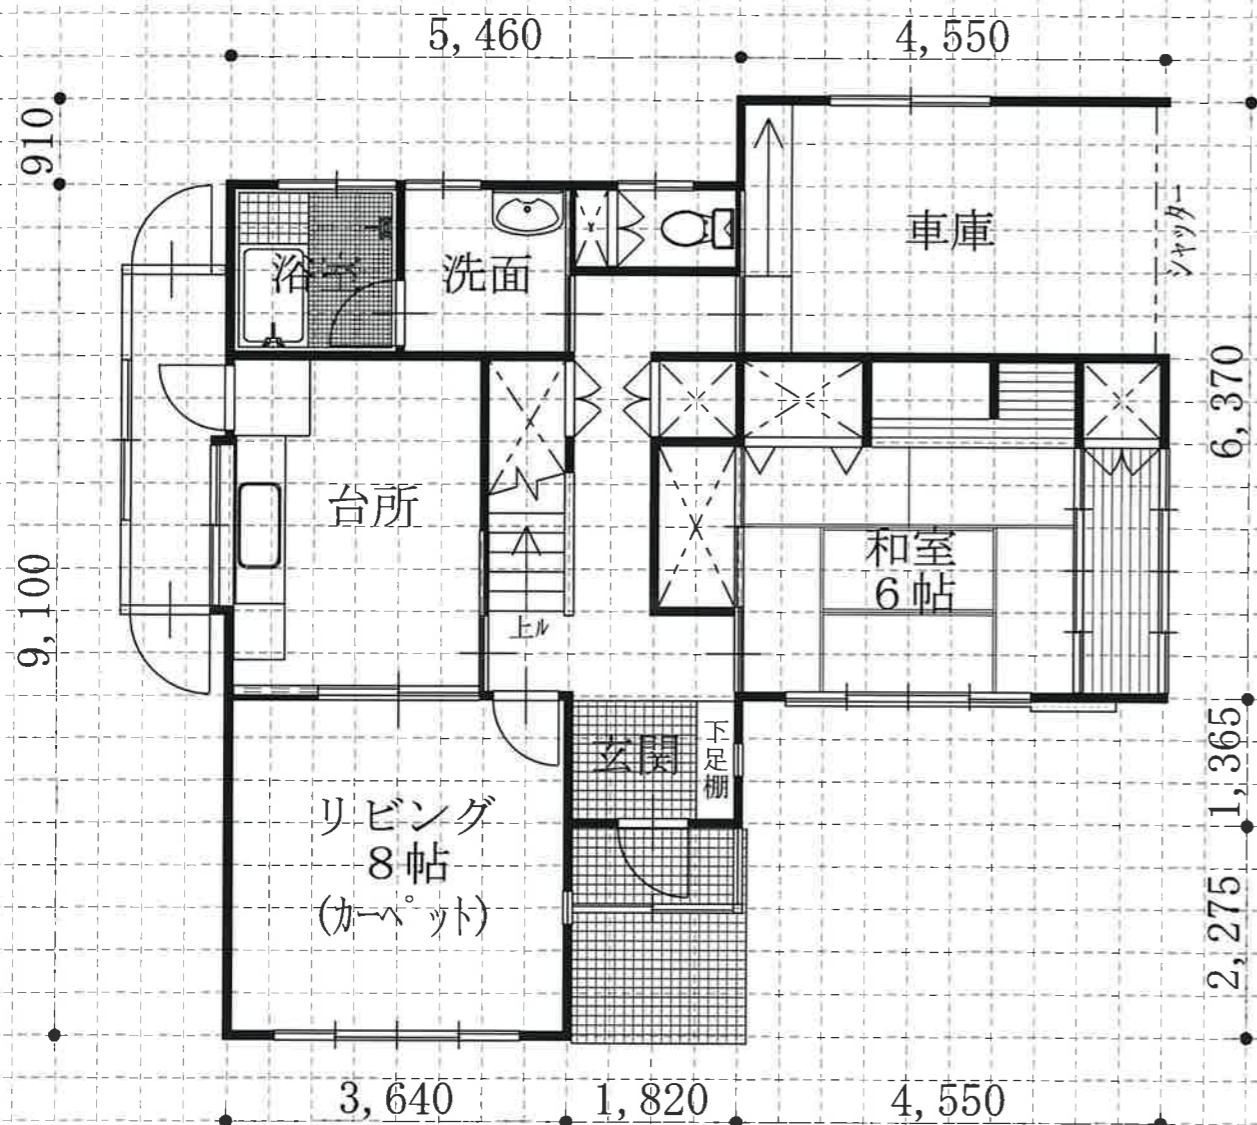 5,460
4,550
910
車庫
シャッター
浴室
洗面
6,370
台所
和室
6帖
9,100
上ル
玄関
下足棚
1,365
リビング
8帖
(カーペット)
2,275
3,640
1,820
4,550